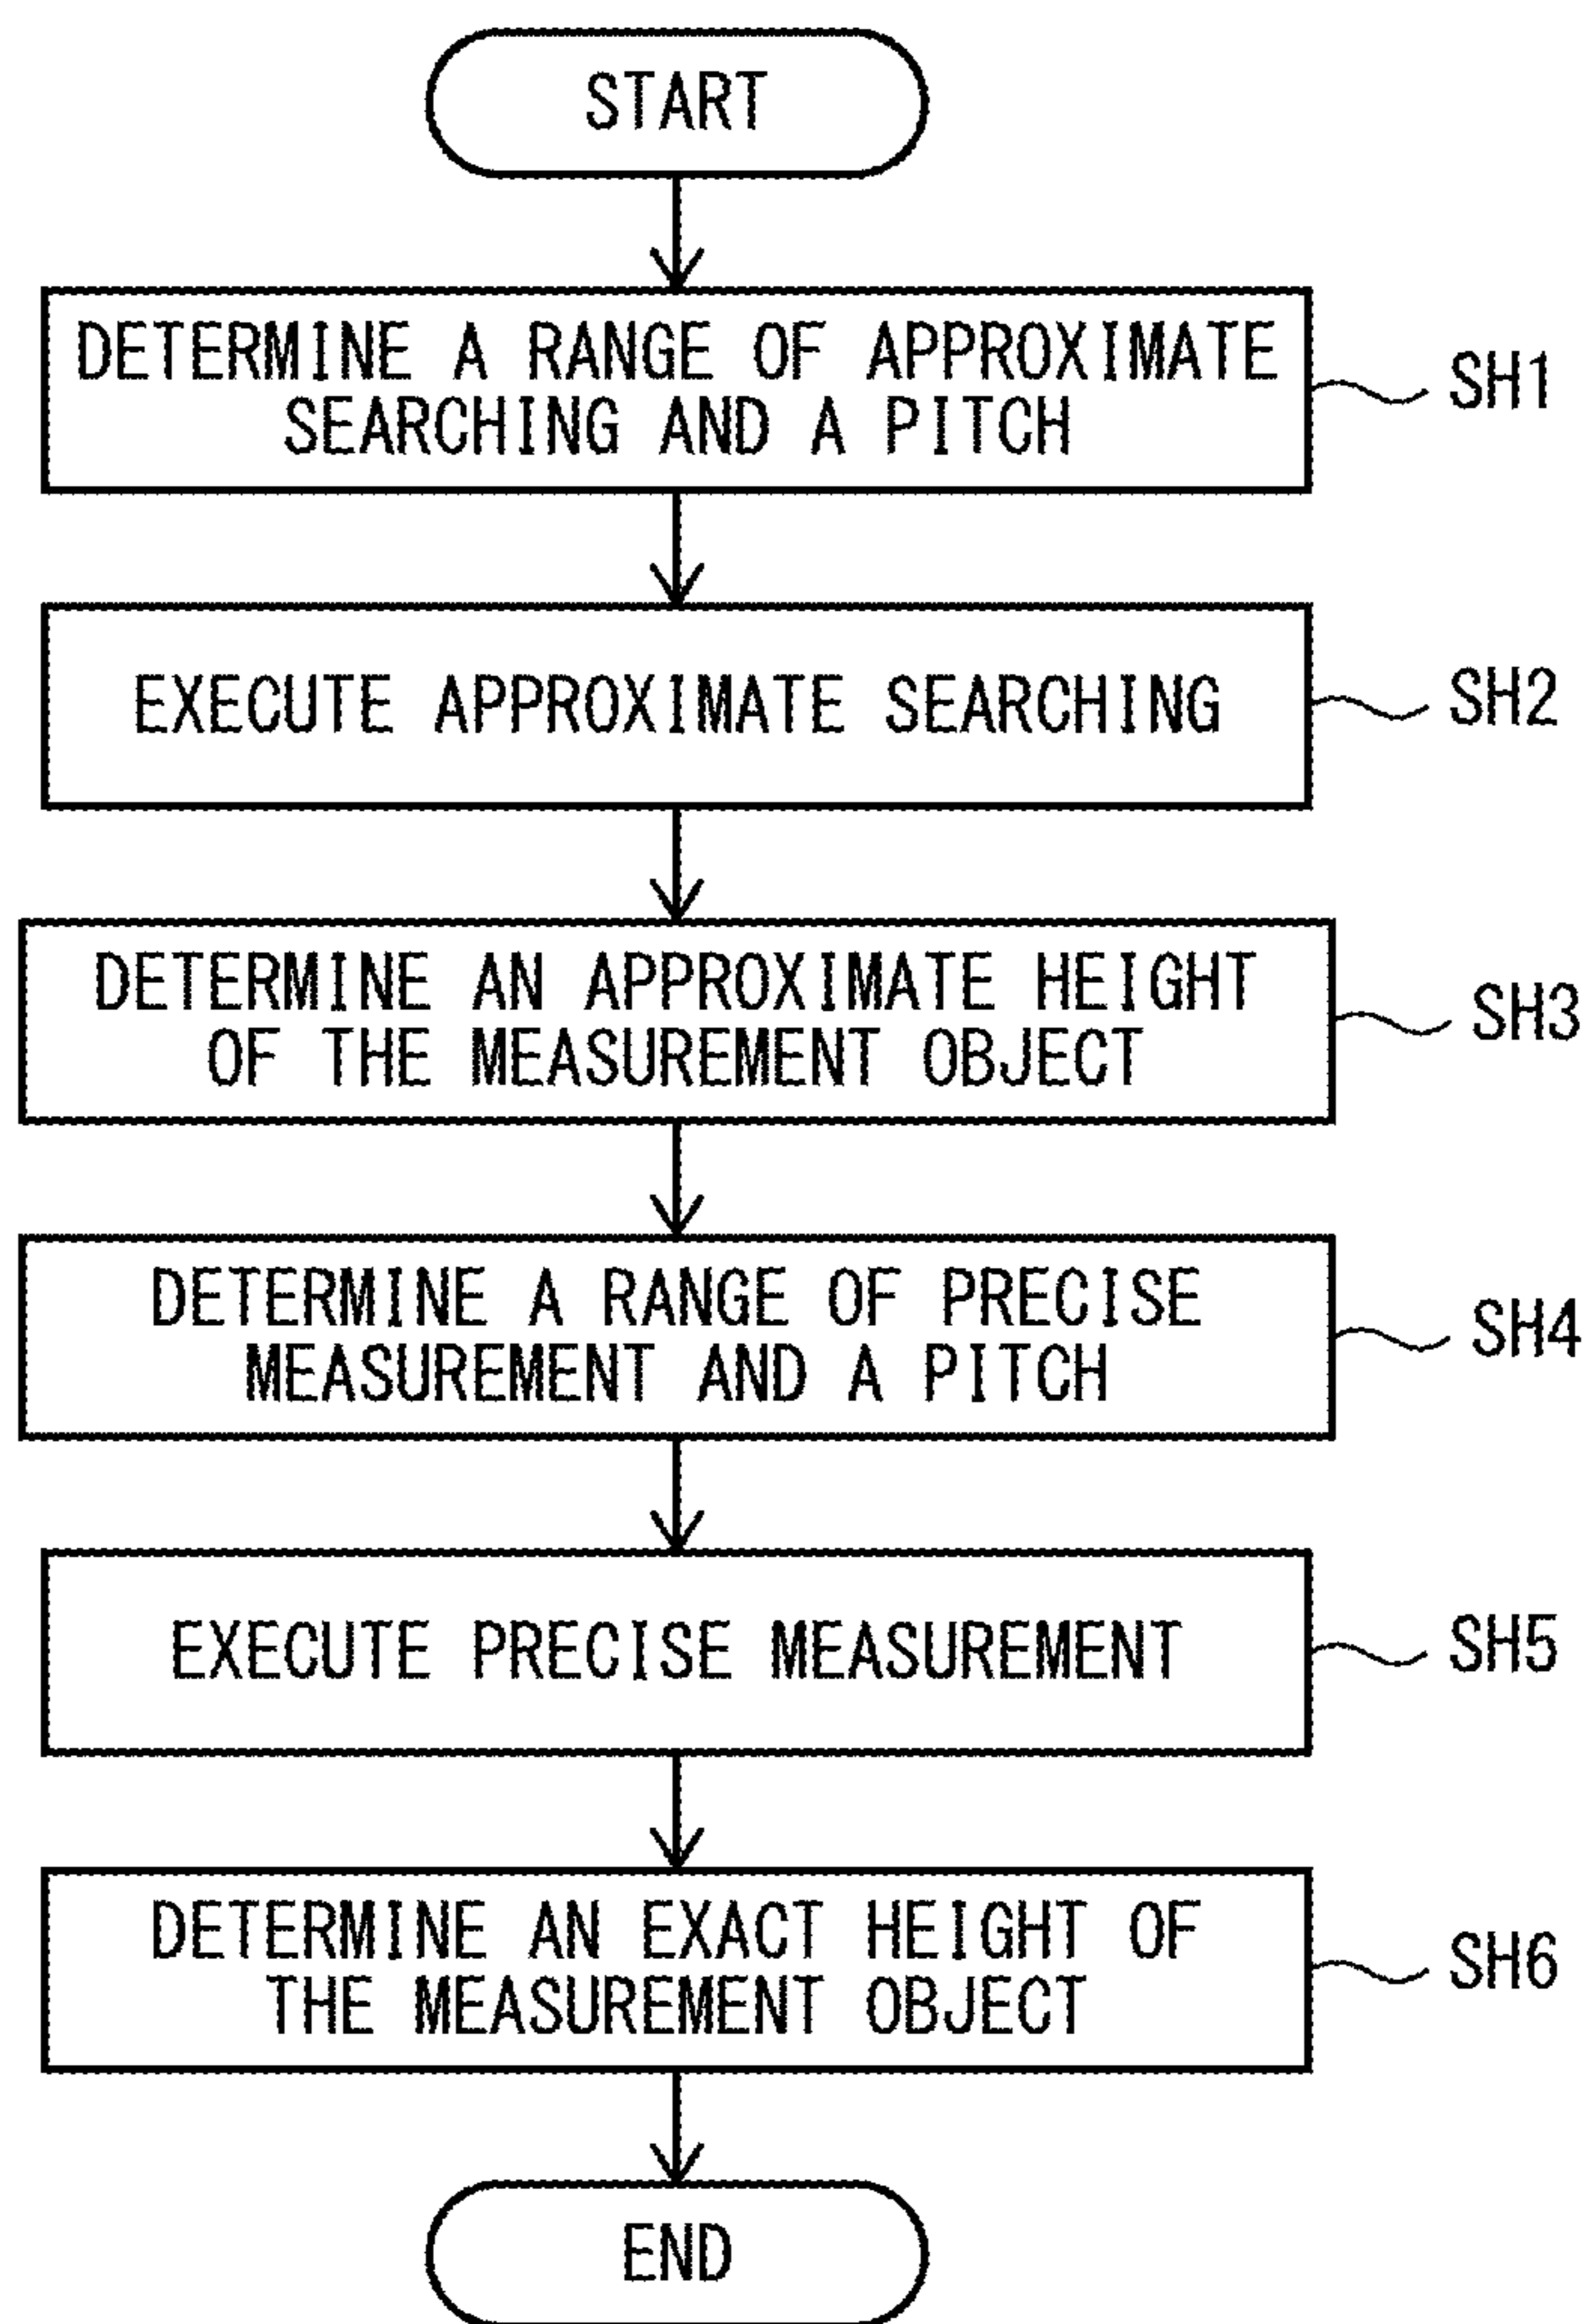 START
DETERMINE A RANGE OF APPROXIMATE
SEARCHING AND A PITCH
SH1
EXECUTE APPROXIMATE SEARCHING
SH2
DETERMINE AN APPROXIMATE HEIGHT
OF THE MEASUREMENT OBJECT
SH3
DETERMINE A RANGE OF PRECISE
MEASUREMENT AND A PITCH
SH4
EXECUTE PRECISE MEASUREMENT
SH5
DETERMINE AN EXACT HEIGHT OF
THE MEASUREMENT OBJECT
SH6
END